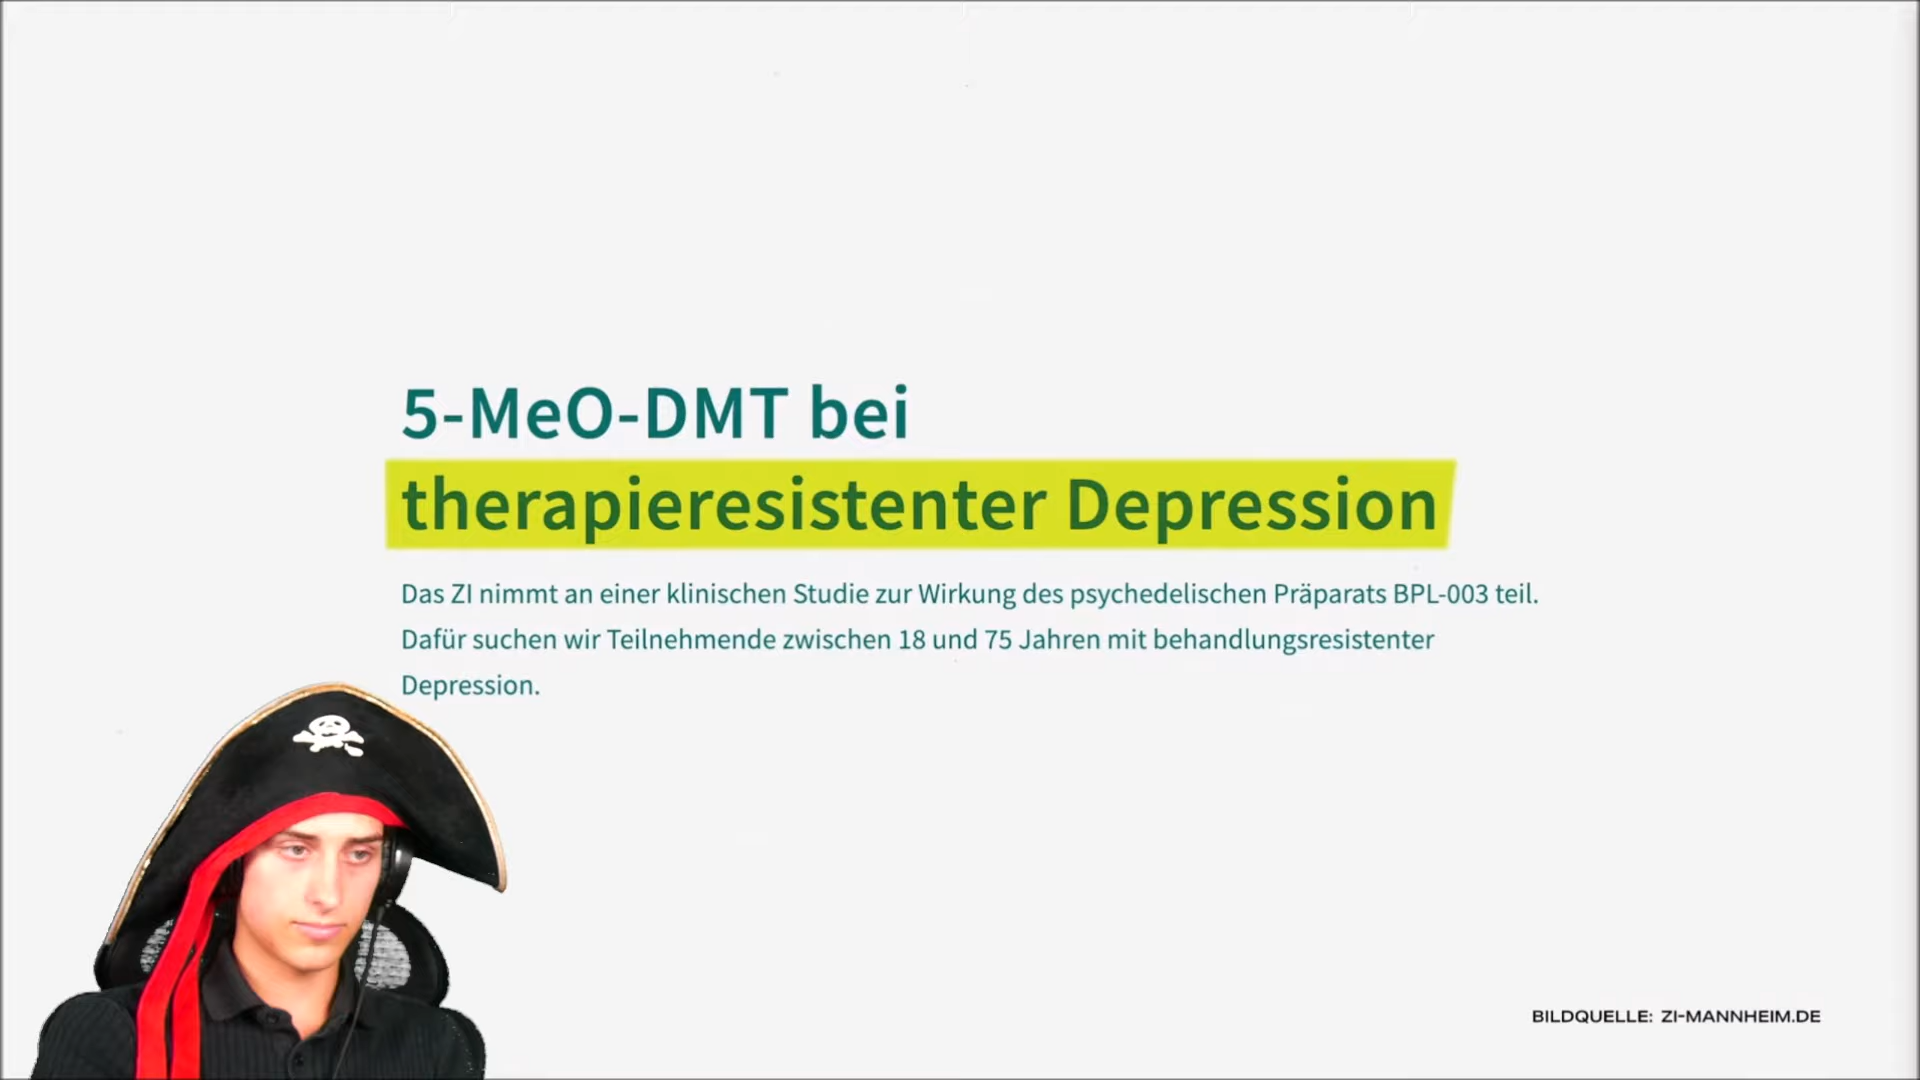 5-MeO-DMT bei
therapieresistenter Depression
Das ZI nimmt an einer klinischen Studie zur Wirkung des psychedelischen Präparats BPL-003 teil.
Dafür suchen wir Teilnehmende zwischen 18 und 75 Jahren mit behandlungsresistenter
Depression.
BILDQUELLE: ZI-MANNHEIM.DE